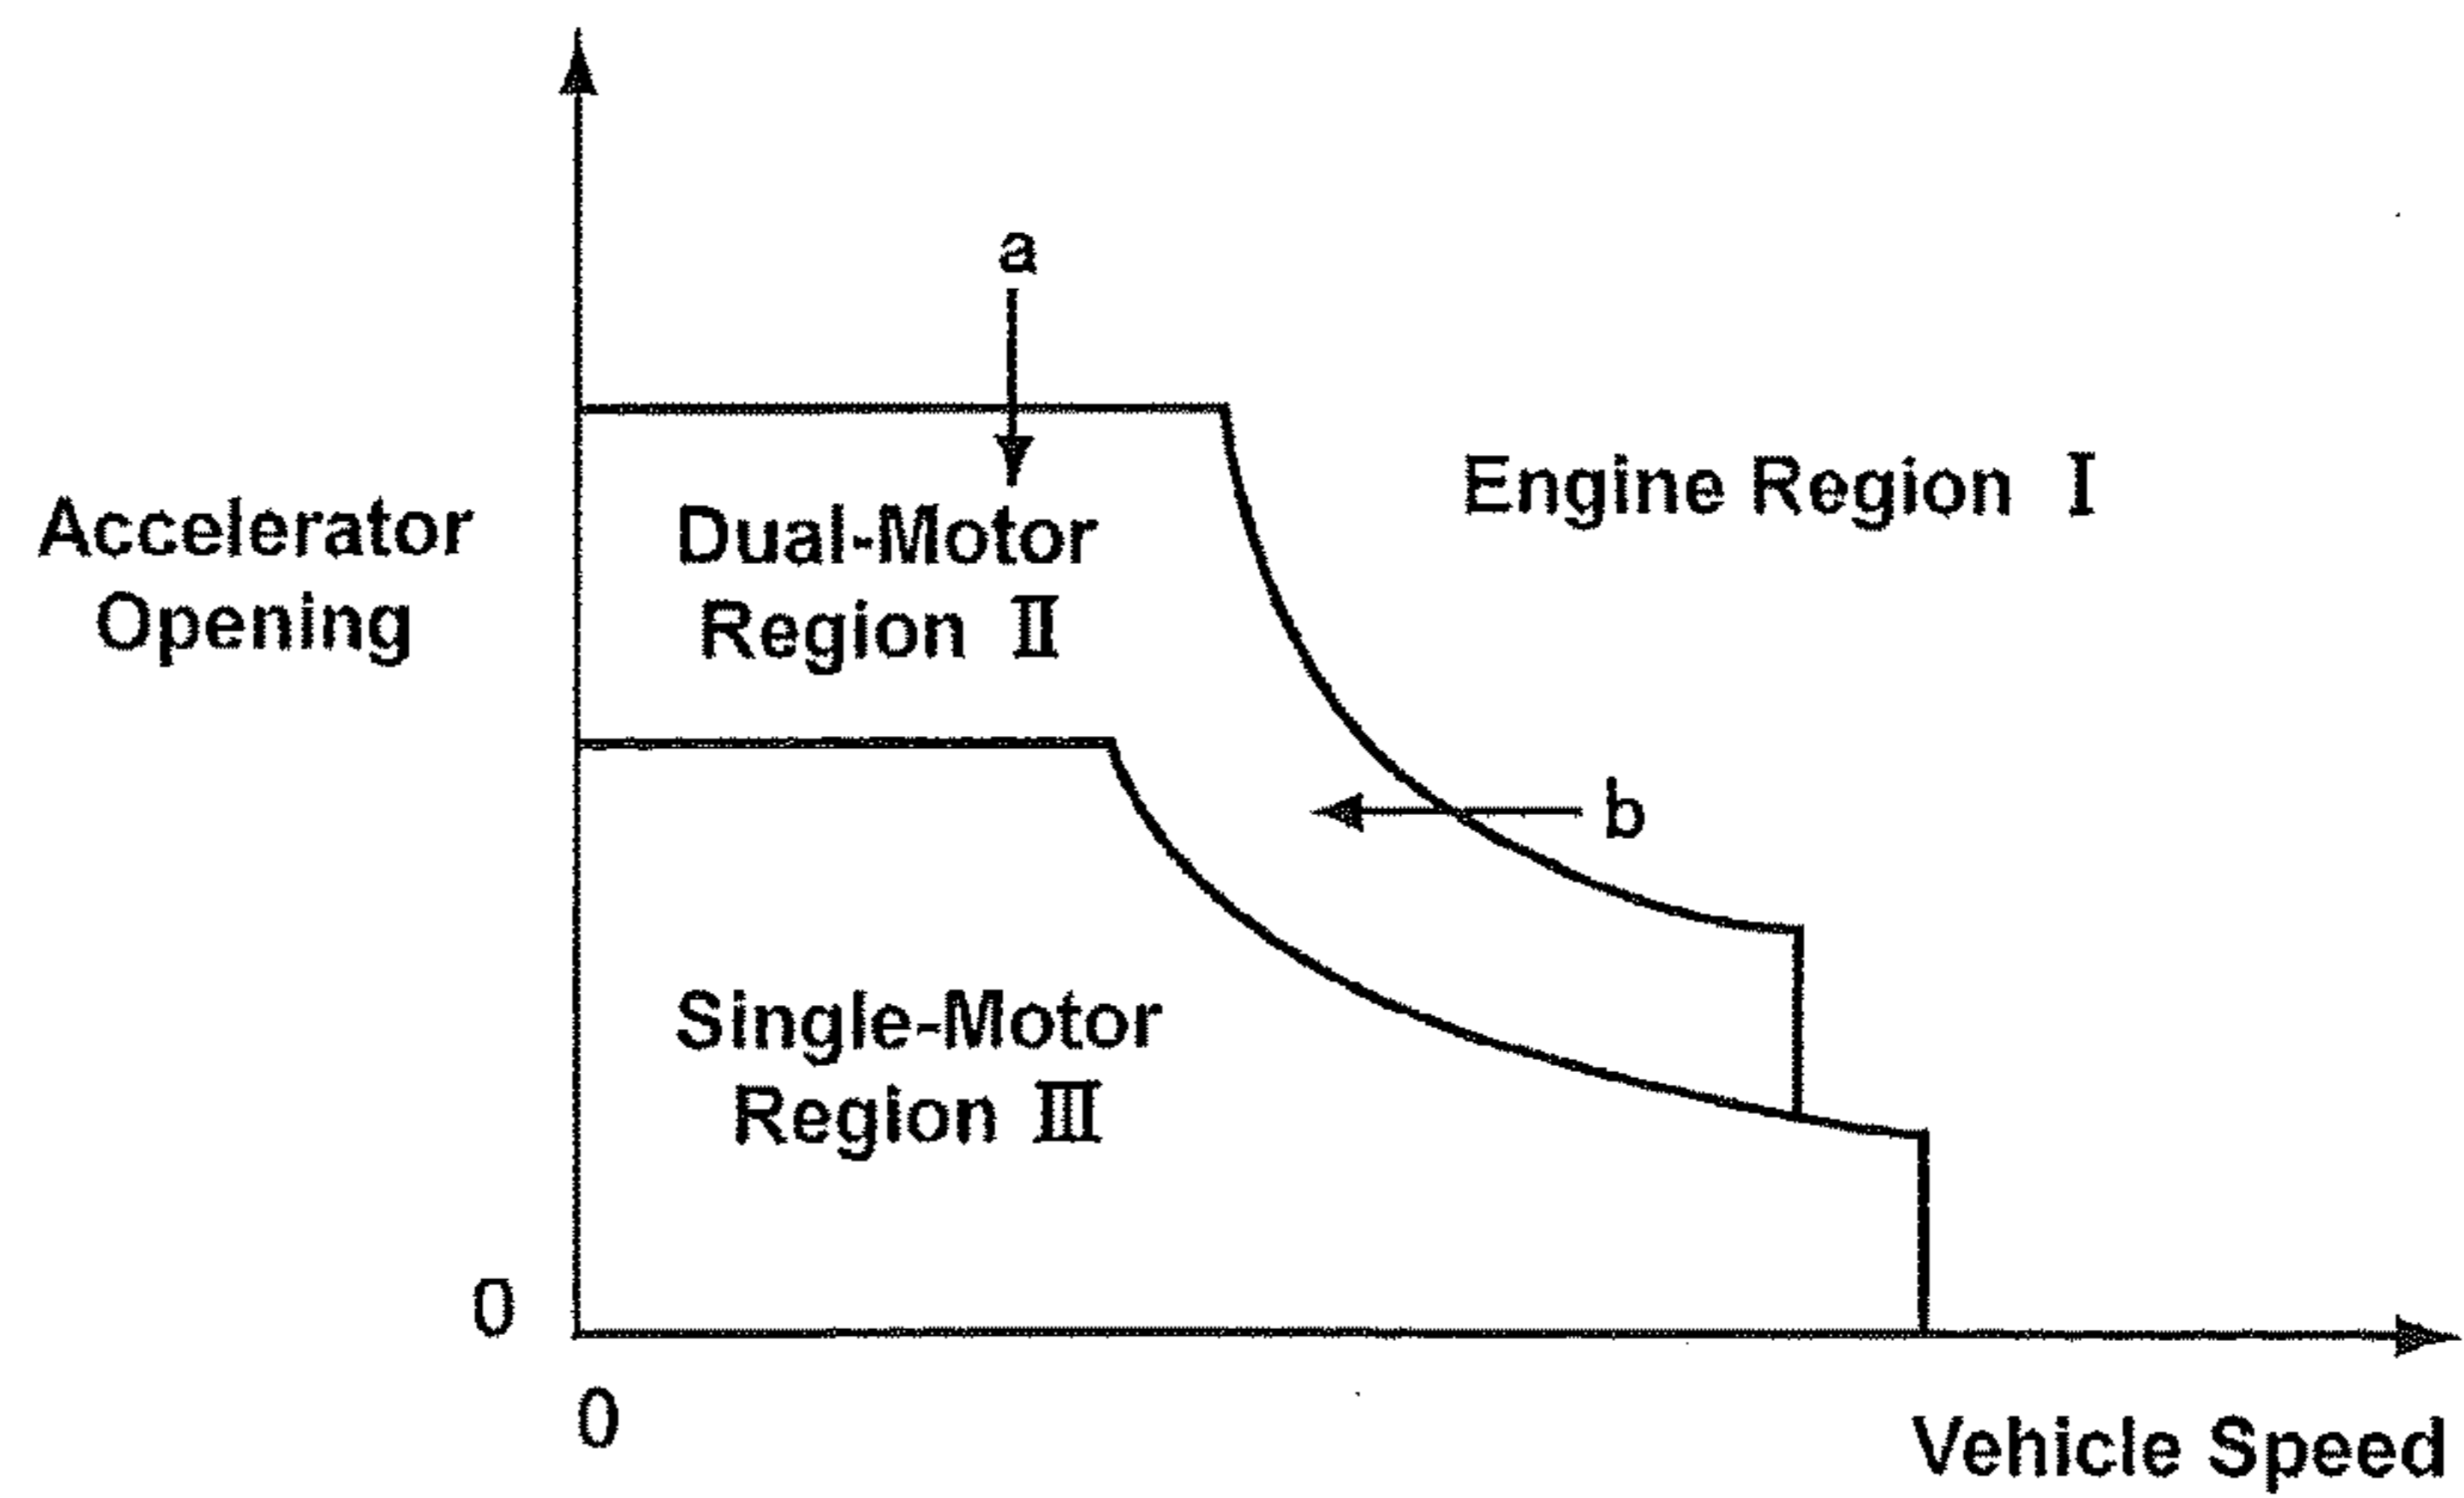 a
Engine Region Ⅰ
Accelerator
Opening
Dual-Motor
Region Ⅱ
b
Single-Motor
Region Ⅲ
0
0
Vehicle Speed